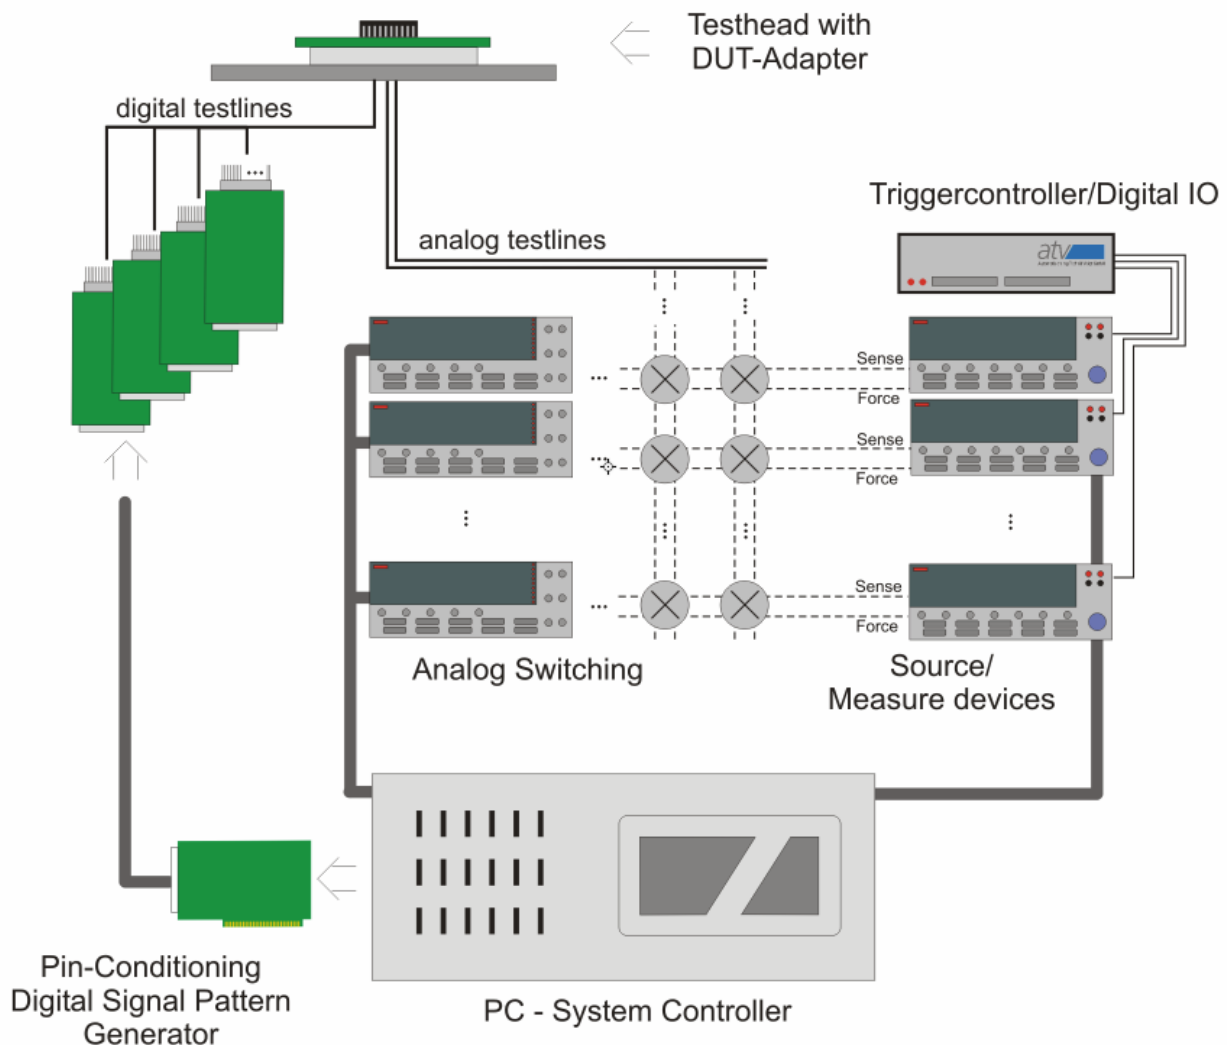 Testhead with
DUT-Adapter
digital testlines
Triggercontroller/Digital IO
analog testlines
atv
Sense
Force
Sense
Force
Sense
Force
Analog Switching
Source/
Measure devices
Pin-Conditioning
Digital Signal Pattern
Generator
PC - System Controller